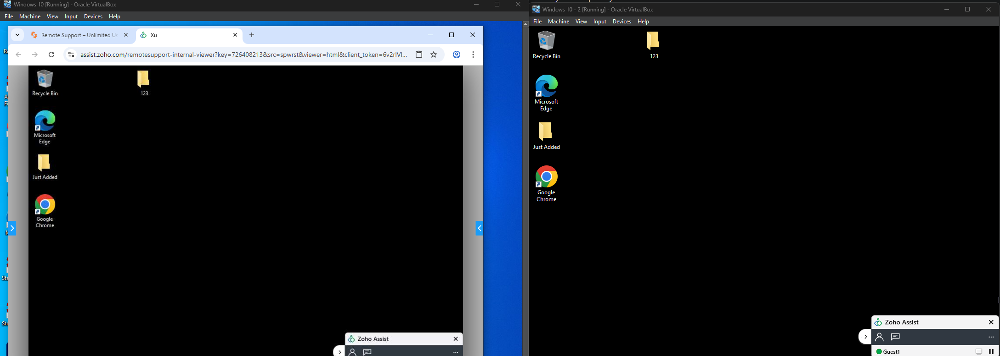 Windows 10 [Running] - Oracle VirtualBox
File Machine View Input Devices Help
Remote Support – Unlimited Us
Xu
assist.zoho.com/remotesupport-internal-viewer?key=726408213&src=spwrst&viewer=html&client_token=6v2rlVl...
Recycle Bin
123
Microsoft
Edge
Just Added
Google
Chrome
Zoho Assist
Windows 10 - 2 [Running] - Oracle VirtualBox
File Machine View Input Devices Help
Recycle Bin
123
Microsoft
Edge
Just Added
Google
Chrome
Zoho Assist
Guest1